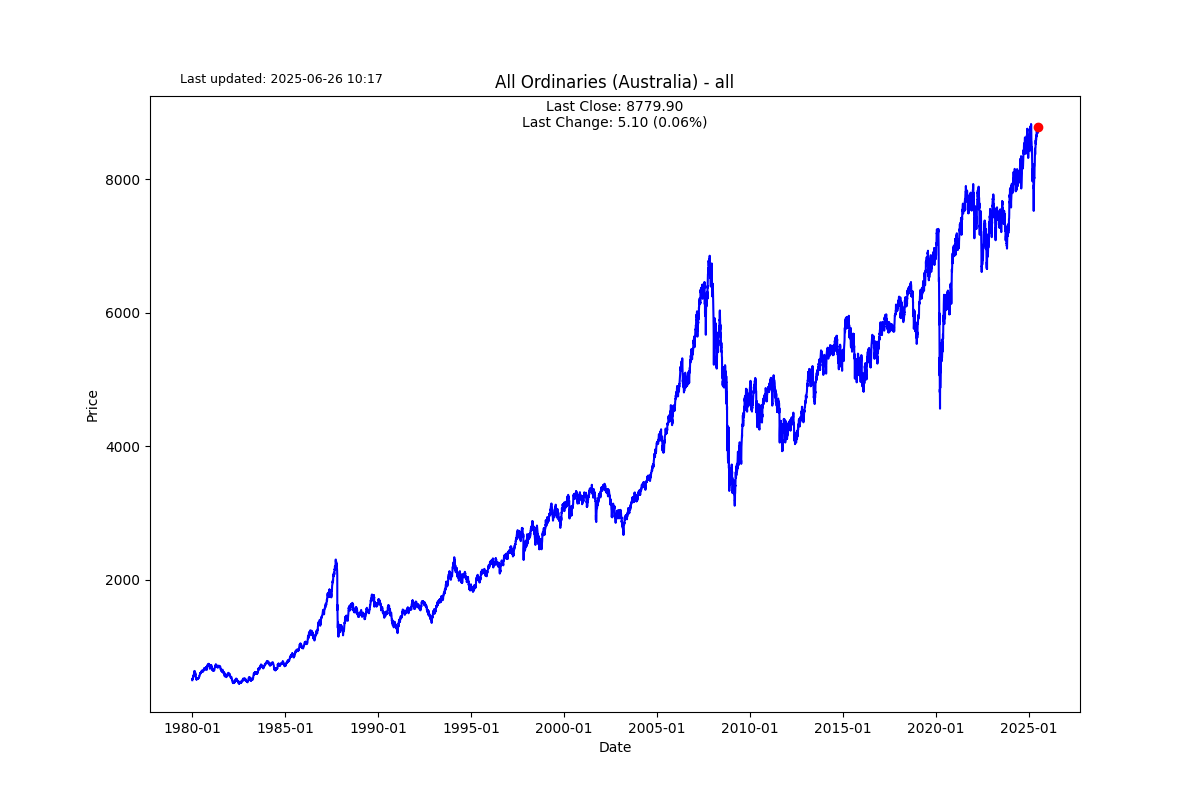 Last updated: 2025-06-26 10:17
All Ordinaries (Australia) - all
Last Close: 8779.90
Last Change: 5.10 (0.06%)
8000
6000
4000
2000
Price
1980-01 1985-01 1990-01 1995-01 2000-01 2005-01 2010-01 2015-01 2020-01 2025-01
Date